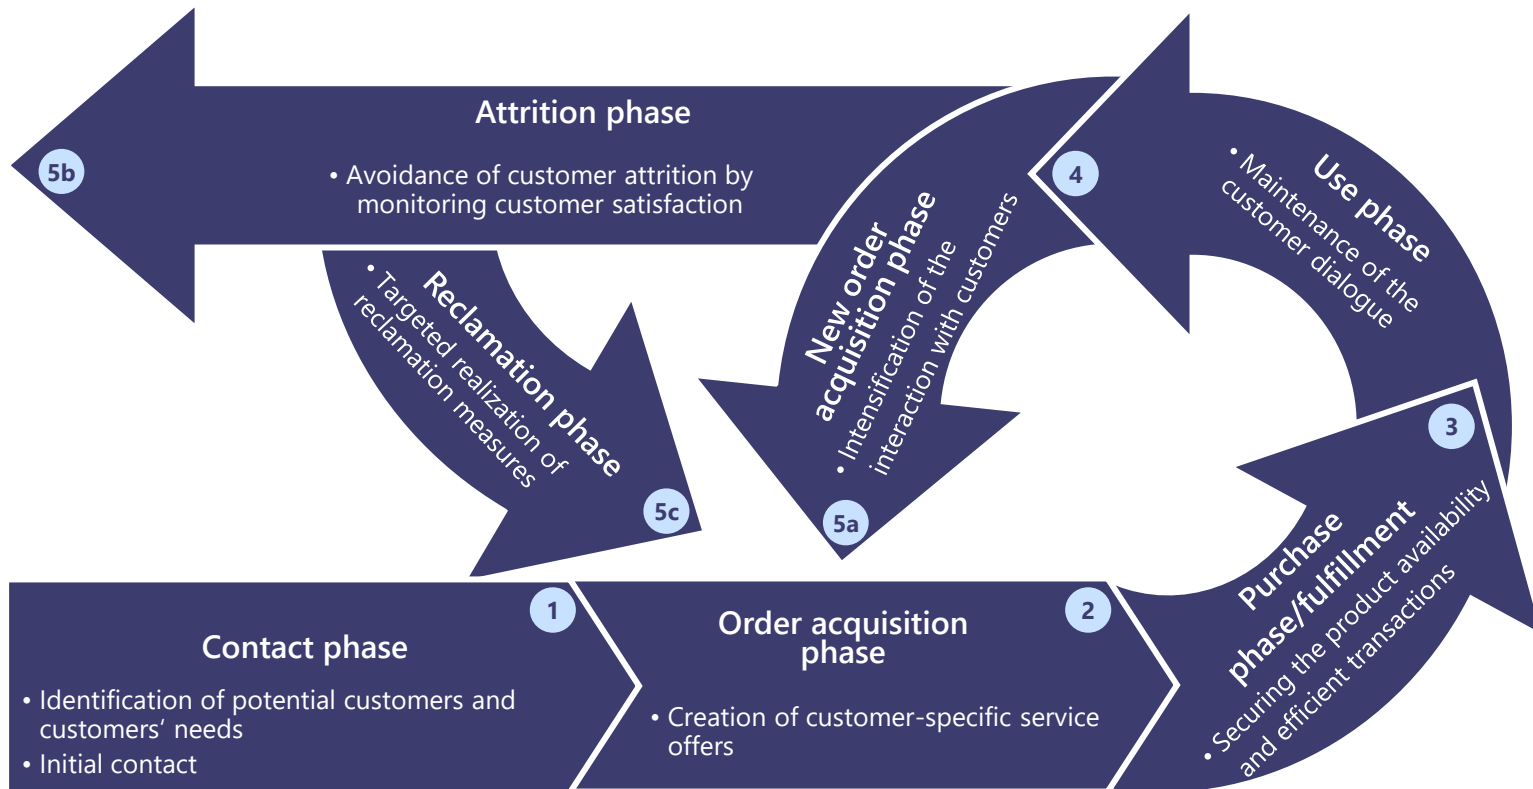 Attrition phase
5b
• Avoidance of customer attrition by
monitoring customer satisfaction
4
Use phase
• Maintenance of the
customer dialogue
New order
acquisition phase
• Intensification of the
interaction with customers
5a
Reclamation phase
• Targeted realization of
reclamation measures
5c
3
Purchase
phase/fulfillment
• Securing the product availability
and efficient transactions
1
Contact phase
• Identification of potential customers and
customers‘ needs
• Initial contact
2
Order acquisition
phase
• Creation of customer-specific service
offers